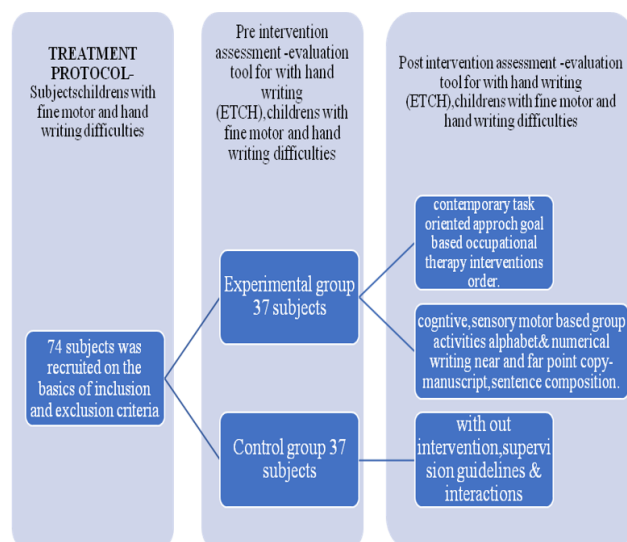 TREATMENT
PROTOCOL-
Subjectschildrens with
fine motor and hand
writing difficulties
Pre intervention
assessment -evaluation
tool for with hand
writing
(ETCH),childrens with
fine motor and hand
writing difficulties
Post intervention assessment -evaluation
tool for with hand writing
(ETCH),childrens with fine motor and
hand writing difficulties
74 subjects was
recruited on the
basics of inclusion
and exclusion criteria
Experimental group
37 subjects
Control group 37
subjects
contemporary task
oriented approch goal
based occupational
therapy interventions
order.
cogntive,sensory motor based group
activities alphabet& numerical
writing near and far point copy-
manuscript,sentence composition.
with out
intervention,supervi
sion guidelines &
interactions